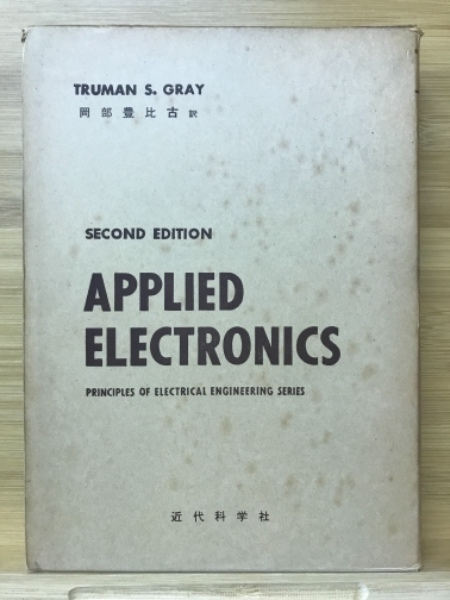 TRUMAN S. GRAY
岡部豊比古 訳
SECOND EDITION
APPLIED
ELECTRONICS
PRINCIPLES OF ELECTRICAL ENGINEERING SERIES
近代科学社